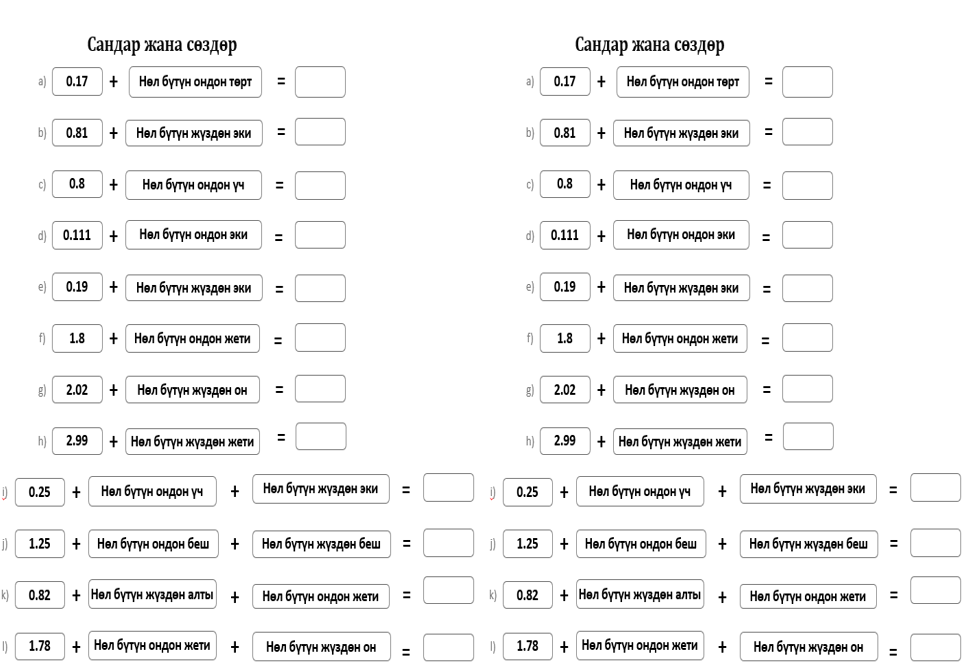 Сандар жана сөздөр
a) 0.17 + Нөл бүтүн ондон төрт =
b) 0.81 + Нөл бүтүн жүздөн эки =
c) 0.8 + Нөл бүтүн ондон үч =
d) 0.111 + Нөл бүтүн ондон эки =
e) 0.19 + Нөл бүтүн жүздөн эки =
f) 1.8 + Нөл бүтүн ондон жети =
g) 2.02 + Нөл бүтүн жүздөн он =
h) 2.99 + Нөл бүтүн жүздөн жети =
i) 0.25 + Нөл бүтүн ондон үч + Нөл бүтүн жүздөн эки =
j) 1.25 + Нөл бүтүн ондон беш + Нөл бүтүн жүздөн беш =
k) 0.82 + Нөл бүтүн жүздөн алты + Нөл бүтүн ондон жети =
l) 1.78 + Нөл бүтүн ондон жети + Нөл бүтүн жүздөн он =
Сандар жана сөздөр
a) 0.17 + Нөл бүтүн ондон төрт =
b) 0.81 + Нөл бүтүн жүздөн эки =
c) 0.8 + Нөл бүтүн ондон үч =
d) 0.111 + Нөл бүтүн ондон эки =
e) 0.19 + Нөл бүтүн жүздөн эки =
f) 1.8 + Нөл бүтүн ондон жети =
g) 2.02 + Нөл бүтүн жүздөн он =
h) 2.99 + Нөл бүтүн жүздөн жети =
i) 0.25 + Нөл бүтүн ондон үч + Нөл бүтүн жүздөн эки =
j) 1.25 + Нөл бүтүн ондон беш + Нөл бүтүн жүздөн беш =
k) 0.82 + Нөл бүтүн жүздөн алты + Нөл бүтүн ондон жети =
l) 1.78 + Нөл бүтүн ондон жети + Нөл бүтүн жүздөн он =